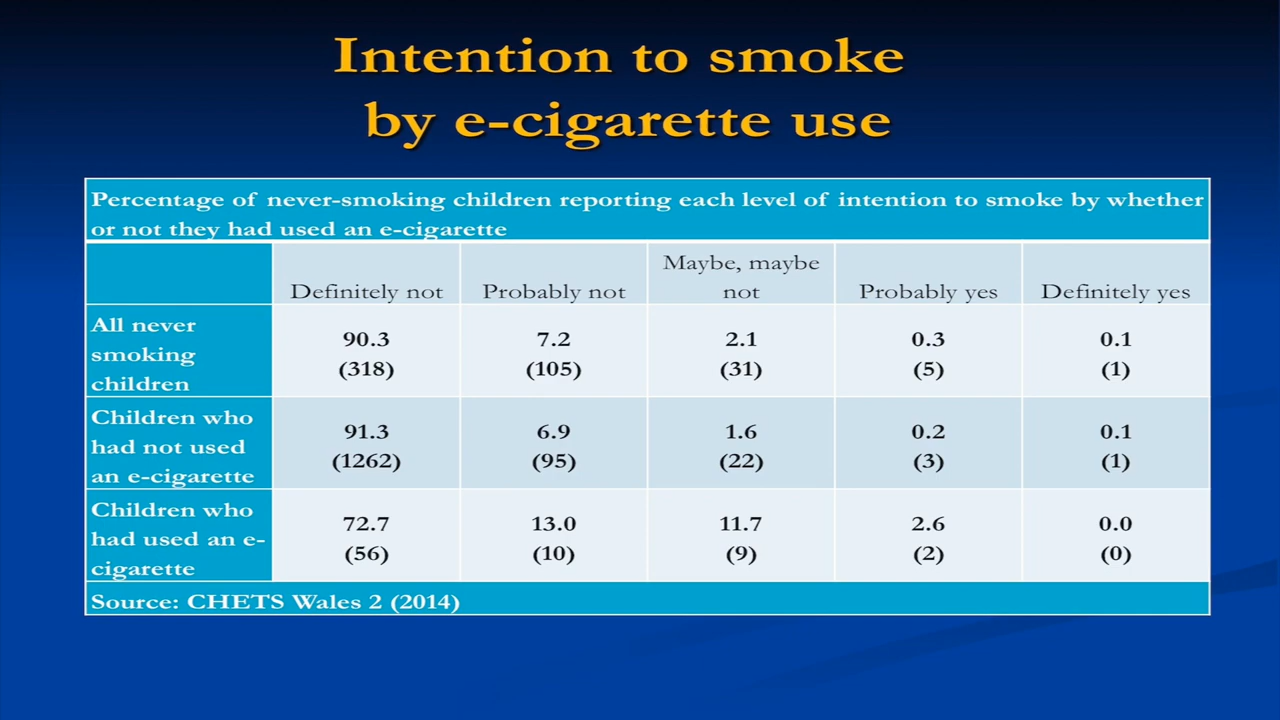 Intention to smoke
by e-cigarette use
Percentage of never-smoking children reporting each level of intention to smoke by whether
or not they had used an e-cigarette
Definitely not Probably not Maybe, maybe not Probably yes Definitely yes
All never smoking children 90.3 (318) 7.2 (105) 2.1 (31) 0.3 (5) 0.1 (1)
Children who had not used an e-cigarette 91.3 (1262) 6.9 (95) 1.6 (22) 0.2 (3) 0.1 (1)
Children who had used an e-cigarette 72.7 (56) 13.0 (10) 11.7 (9) 2.6 (2) 0.0 (0)
Source: CHETS Wales 2 (2014)